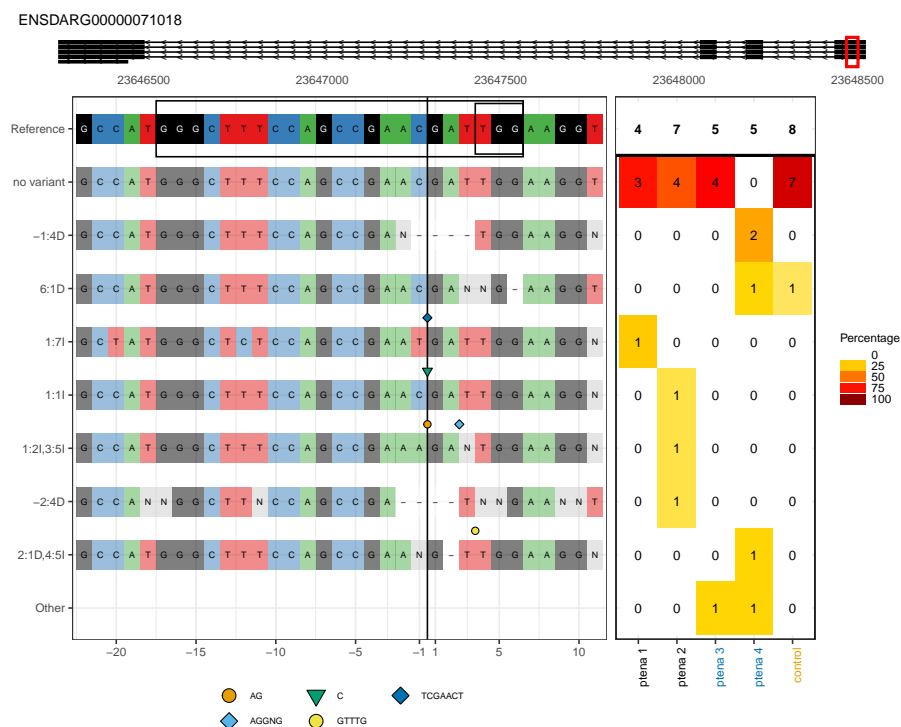 ENSDARG00000071018
23646500 23647000 23647500 23648000 23648500
Reference G C C A T G G G C T T T C C A G C C G A A C G A T T G G A A G G T 4 7 5 5 8
no variant G C C A T G G G C T T T C C A G C C G A A C G A T T G G A A G G T 3 4 4 0 7
−1:4D G C C A T G G G C T T T C C A G C C G A N - - - - T G G A A G G N 0 0 0 2 0
6:1D G C C A T G G G C T T T C C A G C C G A A C G A N N G - A A G G T 0 0 0 1 1
1:7I G C T A T G G G C T C T C C A G C C G A A T G A T T G G A A G G N 1 0 0 0 0
1:1I G C C A T G G G C T T T C C A G C C G A A C G A T T G G A A G G N 0 1 0 0 0
1:2I,3:5I G C C A T G G G C T T T C C A G C C G A A A G A N T G G A A G G N 0 1 0 0 0
−2:4D G C C A N N G G C T T N C C A G C C G A - - - - T N N G A A N N T 0 1 0 0 0
2:1D,4:5I G C C A T G G G C T T T C C A G C C G A A N G - T T G G A A G G N 0 0 0 1 0
Other 0 0 1 1 0
−20 −15 −10 −5 −1 1 5 10
ptena 1 ptena 2 ptena 3 ptena 4 control
Percentage
0
25
50
75
100
AG C TCGAACT
AGGNG GTTTG